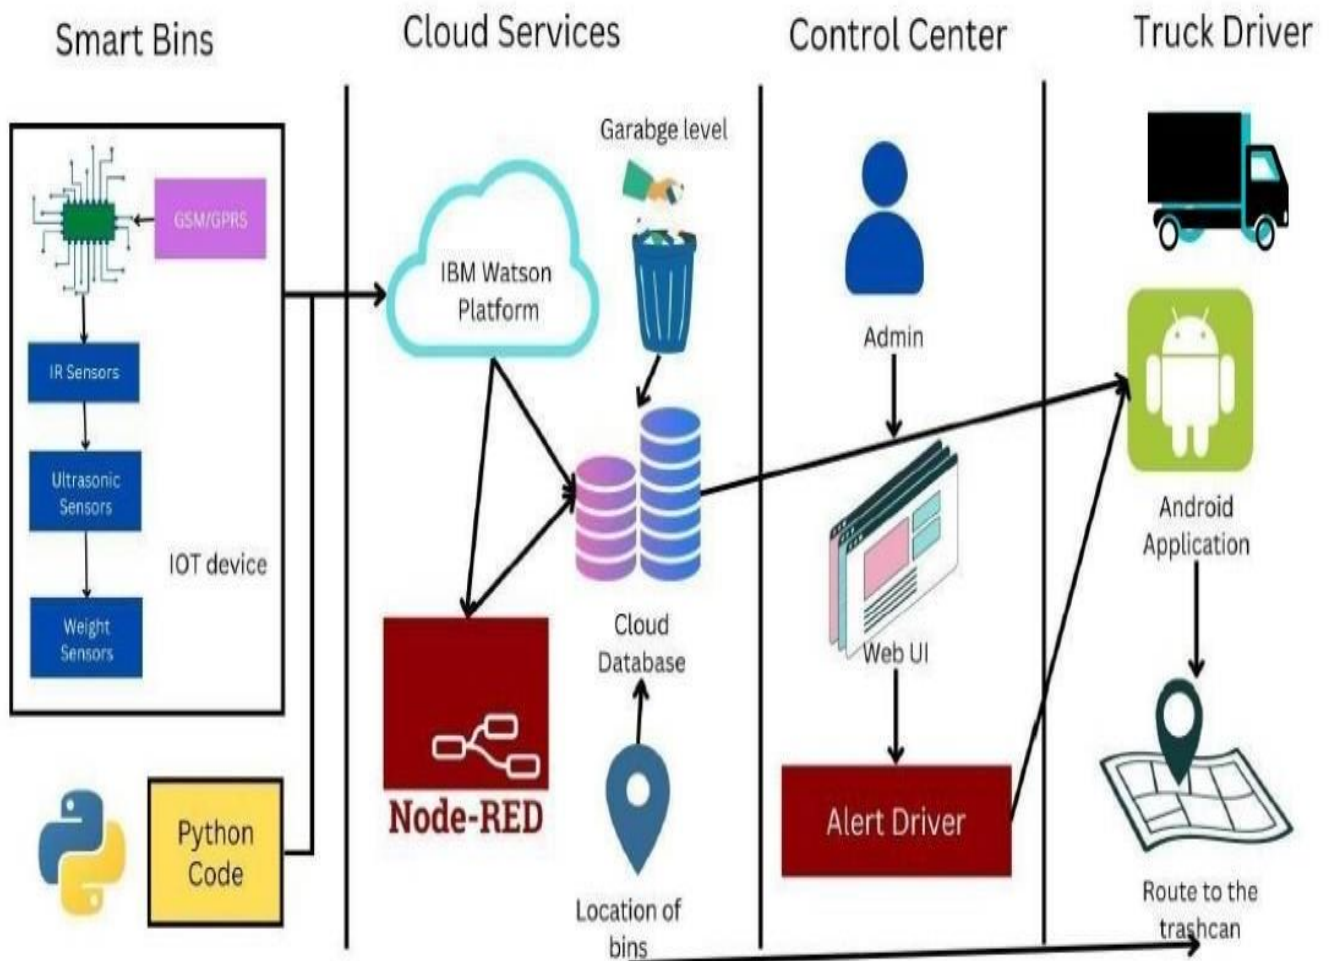 Smart Bins
Cloud Services
Control Center
Truck Driver
GSM/GPRS
IR Sensors
Ultrasonic
Sensors
IOT device
Weight
Sensors
Python
Code
Garabge level
IBM Watson
Platform
Cloud
Database
Node-RED
Location of
bins
Admin
Web UI
Alert Driver
Android
Application
Route to the
trashcan